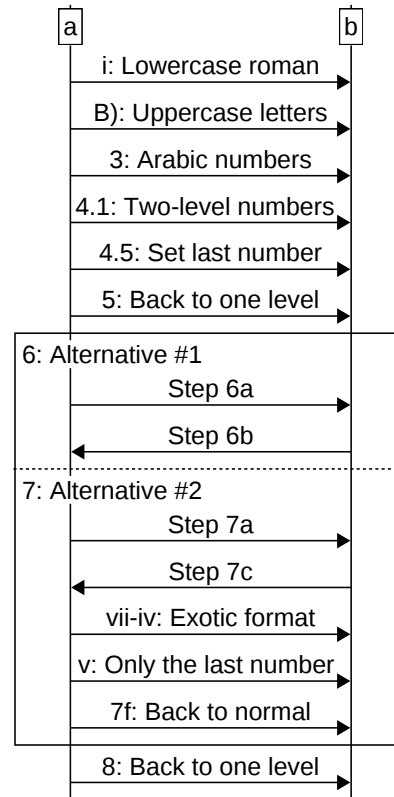 a
b
i: Lowercase roman
B): Uppercase letters
3: Arabic numbers
4.1: Two-level numbers
4.5: Set last number
5: Back to one level
6: Alternative #1
Step 6a
Step 6b
7: Alternative #2
Step 7a
Step 7c
vii-iv: Exotic format
v: Only the last number
7f: Back to normal
8: Back to one level